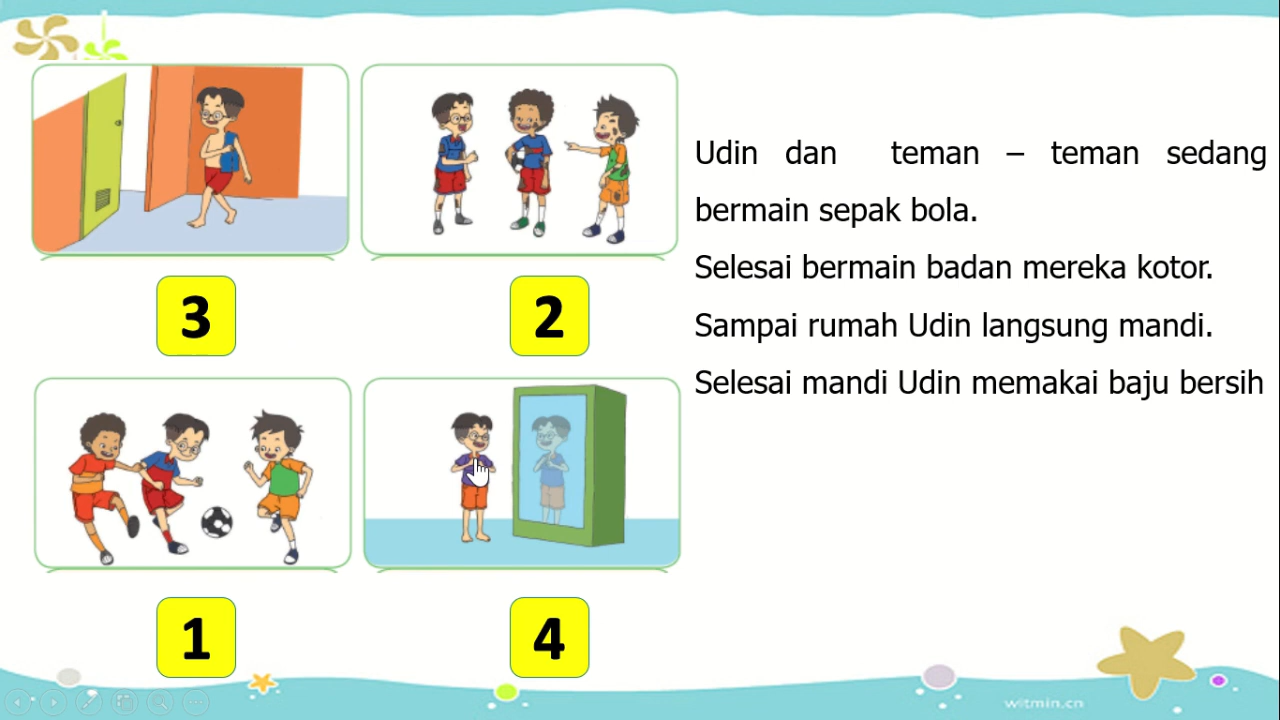 3
2
1
4
Udin dan teman – teman sedang
bermain sepak bola.
Selesai bermain badan mereka kotor.
Sampai rumah Udin langsung mandi.
Selesai mandi Udin memakai baju bersih
witmin.cn